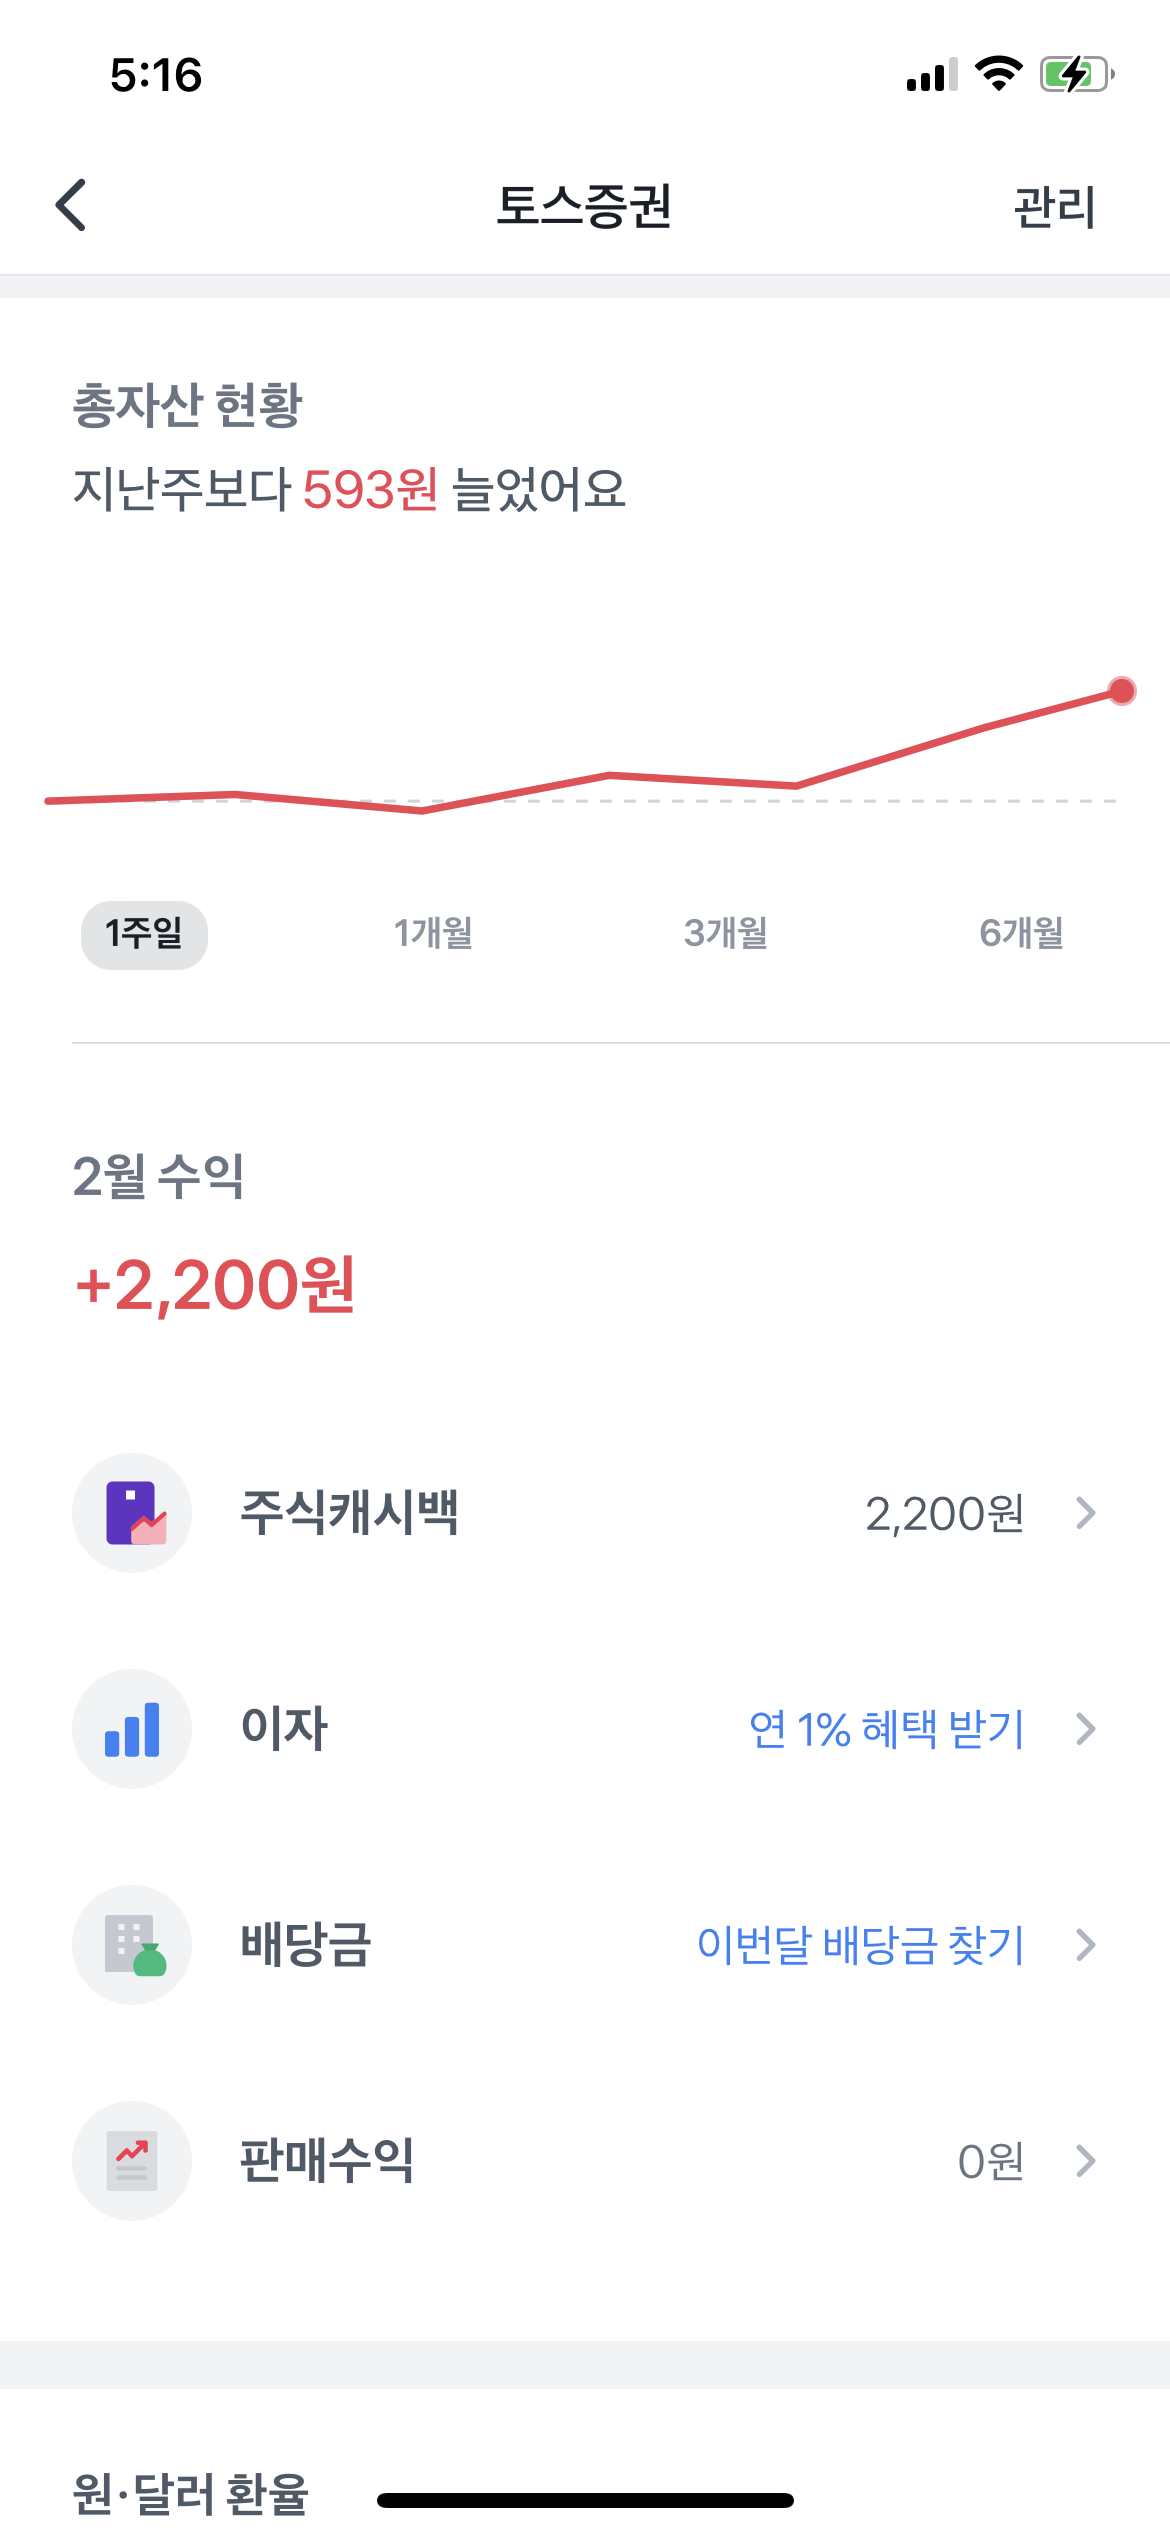 5:16
토스증권
관리
총자산 현황
지난주보다 593원 늘었어요
1주일
1개월
3개월
6개월
2월 수익
+2,200원
주식캐시백
2,200원
이자
연 1% 혜택 받기
배당금
이번달 배당금 찾기
판매수익
0원
원·달러 환율